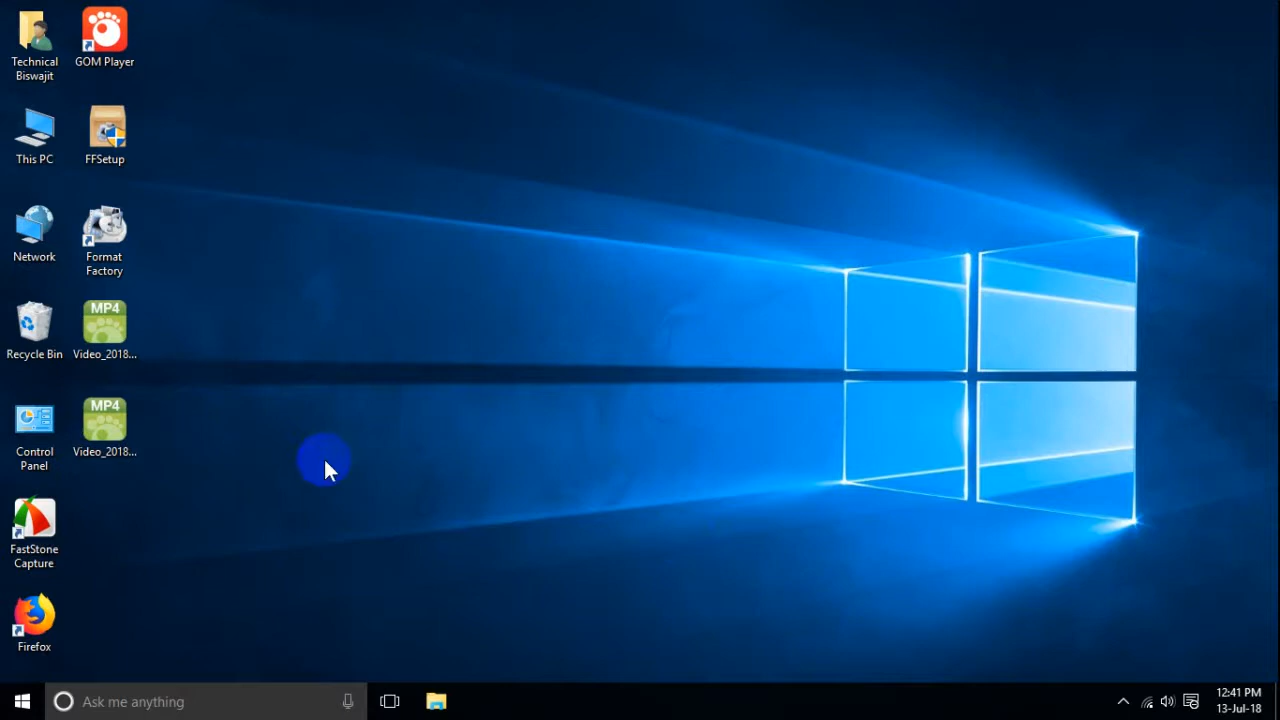 Technical
Biswajit
GOM Player
This PC
FFSetup
Network
Format
Factory
Recycle Bin
MP4
Video_2018...
Control
Panel
MP4
Video_2018...
FastStone
Capture
Firefox
Ask me anything
12:41 PM
13-Jul-18